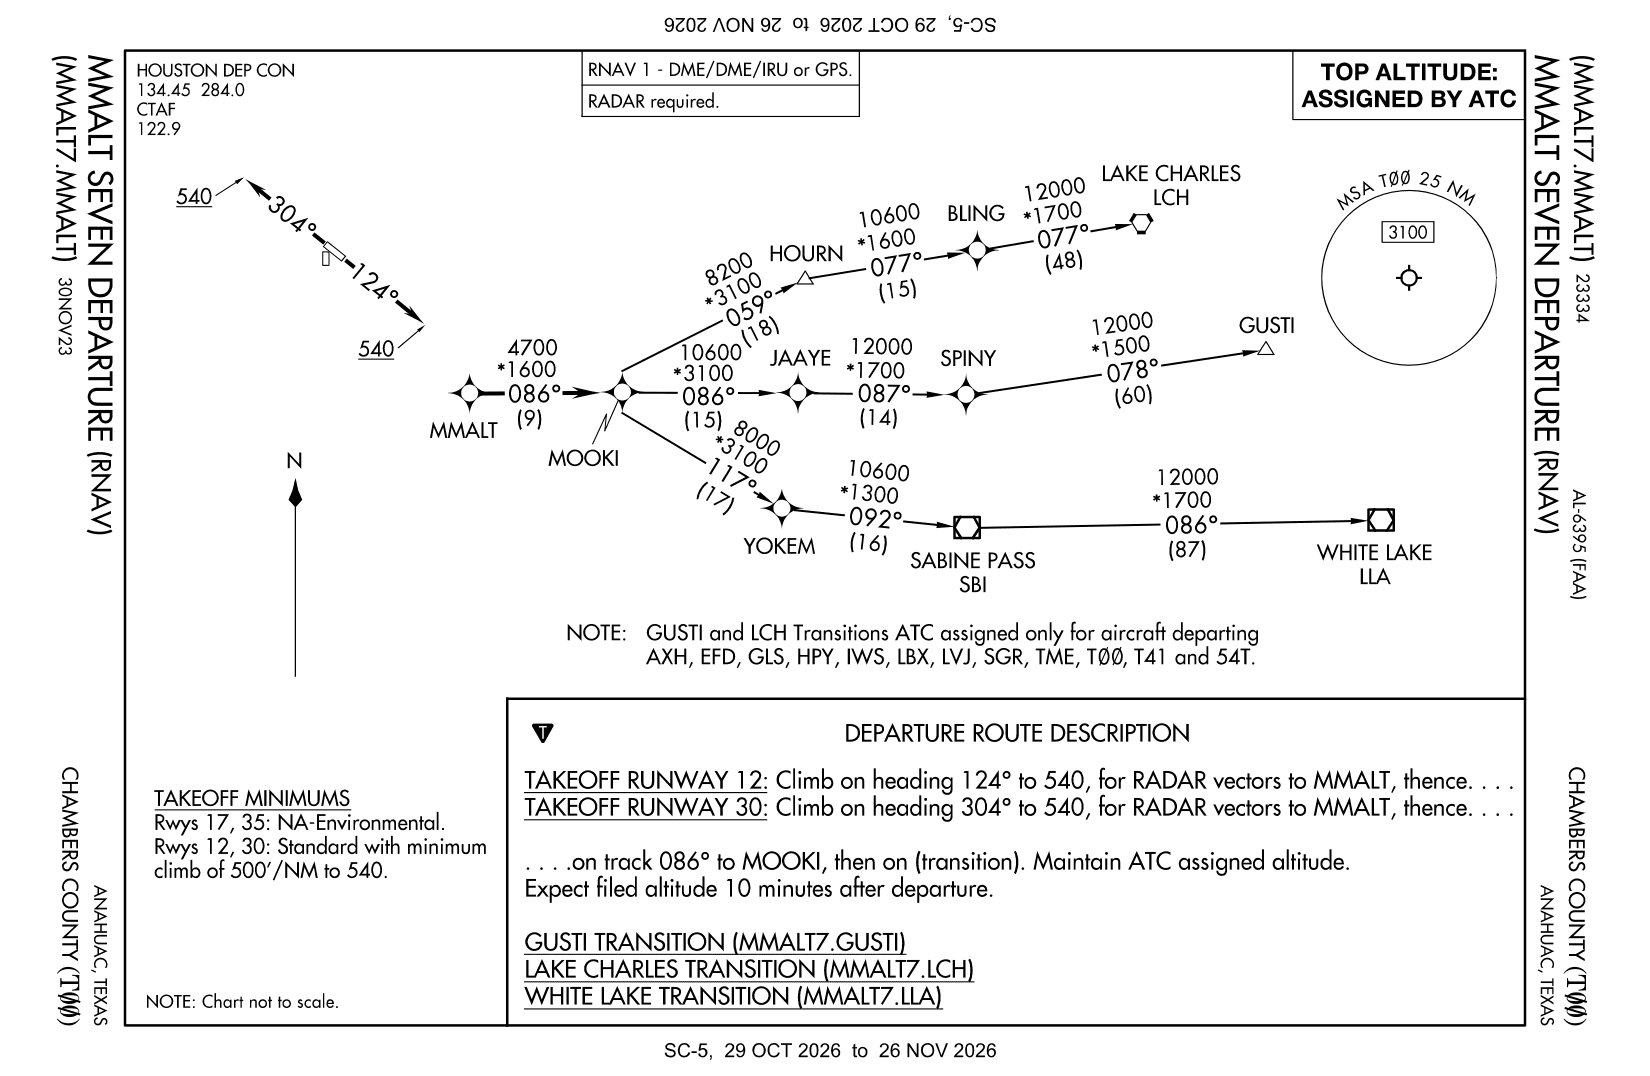 SC-5, 29 OCT 2026 to 26 NOV 2026
(MMALT7.MMALT) 30NOV23
MMALT SEVEN DEPARTURE (RNAV)
CHAMBERS COUNTY (TØØ)
ANAHUAC, TEXAS
HOUSTON DEP CON
134.45 284.0
CTAF
122.9
RNAV 1 - DME/DME/IRU or GPS.
RADAR required.
TOP ALTITUDE:
ASSIGNED BY ATC
(MMALT7.MMALT) 23334
AL-6395 (FAA)
MMALT SEVEN DEPARTURE (RNAV)
CHAMBERS COUNTY (TØØ)
ANAHUAC, TEXAS
540
304°
124°
540
MSA TØØ 25 NM
3100
MMALT
4700
*1600
086°
(9)
MOOKI
8200
*3100
059°
(18)
HOURN
10600
*1600
077°
(15)
BLING
12000
*1700
077°
(48)
LAKE CHARLES
LCH
10600
*3100
086°
(15)
JAAYE
12000
*1700
087°
(14)
SPINY
12000
*1500
078°
(60)
GUSTI
8000
*3100
117°
(17)
YOKEM
10600
*1300
092°
(16)
SABINE PASS
SBI
12000
*1700
086°
(87)
WHITE LAKE
LLA
N
NOTE: GUSTI and LCH Transitions ATC assigned only for aircraft departing
AXH, EFD, GLS, HPY, IWS, LBX, LVJ, SGR, TME, TØØ, T41 and 54T.
TAKEOFF MINIMUMS
Rwys 17, 35: NA-Environmental.
Rwys 12, 30: Standard with minimum
climb of 500'/NM to 540.
NOTE: Chart not to scale.
T
DEPARTURE ROUTE DESCRIPTION
TAKEOFF RUNWAY 12: Climb on heading 124° to 540, for RADAR vectors to MMALT, thence. . . .
TAKEOFF RUNWAY 30: Climb on heading 304° to 540, for RADAR vectors to MMALT, thence. . . .
. . . .on track 086° to MOOKI, then on (transition). Maintain ATC assigned altitude.
Expect filed altitude 10 minutes after departure.
GUSTI TRANSITION (MMALT7.GUSTI)
LAKE CHARLES TRANSITION (MMALT7.LCH)
WHITE LAKE TRANSITION (MMALT7.LLA)
SC-5, 29 OCT 2026 to 26 NOV 2026